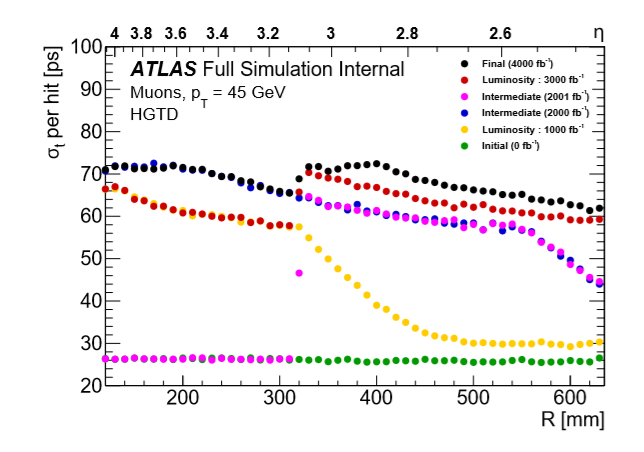 4 3.8 3.6 3.4 3.2 3 2.8 2.6 η
100
90
80
70
60
50
40
30
20
σt per hit [ps]
ATLAS Full Simulation Internal
Muons, pT = 45 GeV
HGTD
Final (4000 fb-1)
Luminosity : 3000 fb-1
Intermediate (2001 fb-1)
Intermediate (2000 fb-1)
Luminosity : 1000 fb-1
Initial (0 fb-1)
200 300 400 500 600
R [mm]